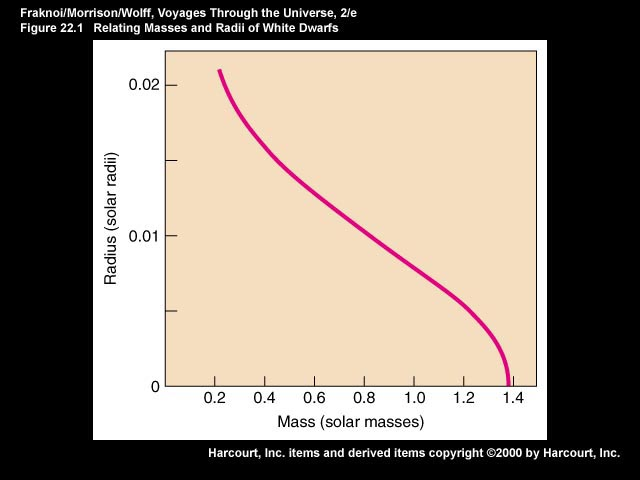 Fraknoi/Morrison/Wolff, Voyages Through the Universe, 2/e
Figure 22.1 Relating Masses and Radii of White Dwarfs
Radius (solar radii)
0.02
0.01
0
0.2 0.4 0.6 0.8 1.0 1.2 1.4
Mass (solar masses)
Harcourt, Inc. items and derived items copyright ©2000 by Harcourt, Inc.